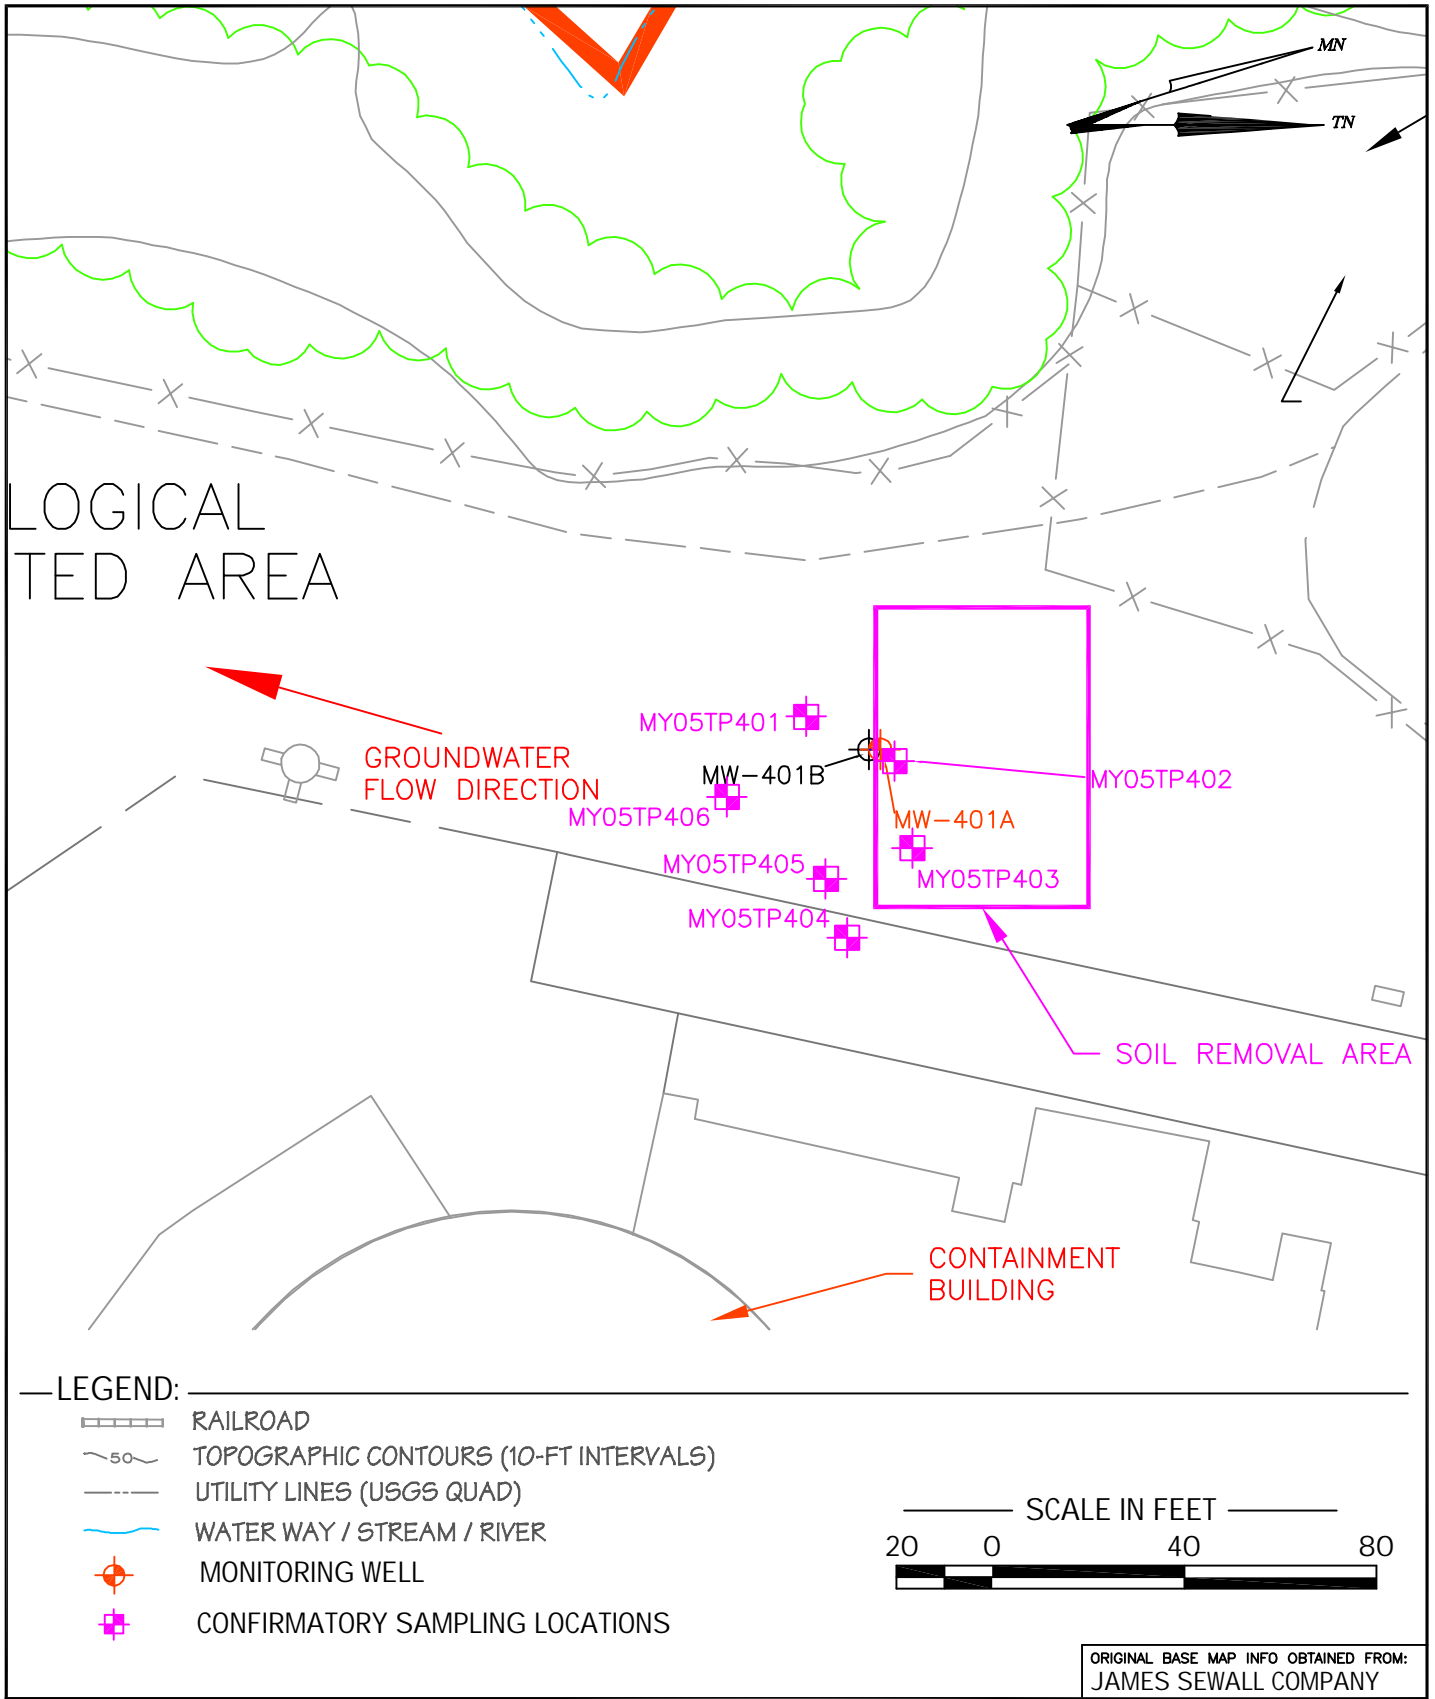 MN
TN
LOGICAL
TED AREA
MY05TP401
GROUNDWATER
FLOW DIRECTION
MW-401B
MY05TP402
MY05TP406
MW-401A
MY05TP405
MY05TP403
MY05TP404
SOIL REMOVAL AREA
CONTAINMENT
BUILDING
LEGEND:
RAILROAD
50 TOPOGRAPHIC CONTOURS (10-FT INTERVALS)
UTILITY LINES (USGS QUAD)
WATER WAY / STREAM / RIVER
MONITORING WELL
CONFIRMATORY SAMPLING LOCATIONS
SCALE IN FEET
20 0 40 80
ORIGINAL BASE MAP INFO OBTAINED FROM:
JAMES SEWALL COMPANY